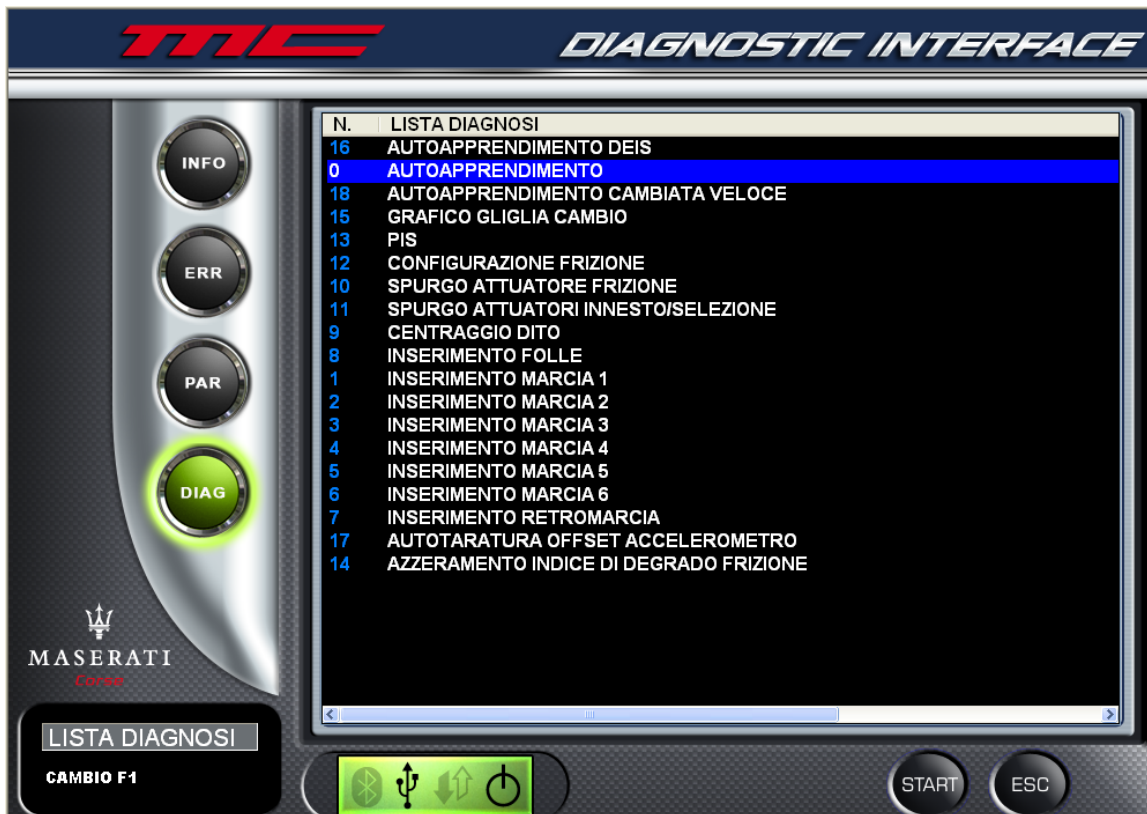 MC DIAGNOSTIC INTERFACE
N. LISTA DIAGNOSI
16 AUTOAPPRENDIMENTO DEIS
0 AUTOAPPRENDIMENTO
18 AUTOAPPRENDIMENTO CAMBIATA VELOCE
15 GRAFICO GLIGLIA CAMBIO
13 PIS
12 CONFIGURAZIONE FRIZIONE
10 SPURGO ATTUATORE FRIZIONE
11 SPURGO ATTUATORI INNESTO/SELEZIONE
9 CENTRAGGIO DITO
8 INSERIMENTO FOLLE
1 INSERIMENTO MARCIA 1
2 INSERIMENTO MARCIA 2
3 INSERIMENTO MARCIA 3
4 INSERIMENTO MARCIA 4
5 INSERIMENTO MARCIA 5
6 INSERIMENTO MARCIA 6
7 INSERIMENTO RETROMARCIA
17 AUTOTARATURA OFFSET ACCELEROMETRO
14 AZZERAMENTO INDICE DI DEGRADO FRIZIONE
INFO
ERR
PAR
DIAG
MASERATI
Corse
LISTA DIAGNOSI
CAMBIO F1
START ESC